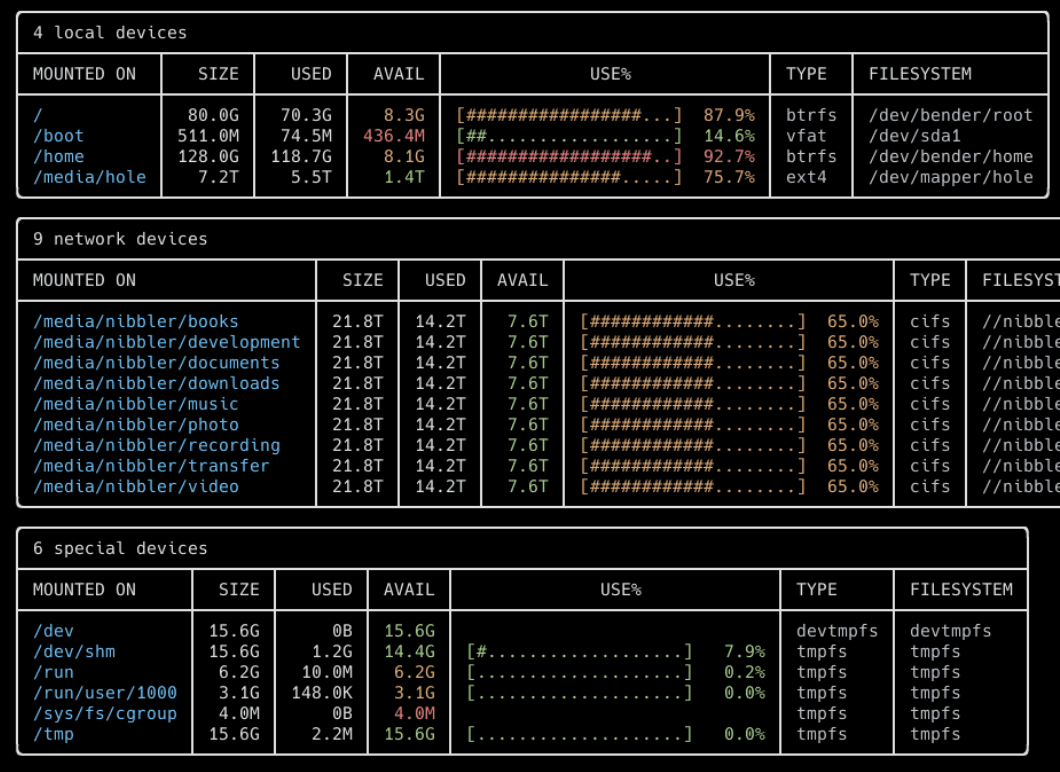 4 local devices
MOUNTED ON SIZE USED AVAIL USE% TYPE FILESYSTEM
/ 80.0G 70.3G 8.3G [#################...] 87.9% btrfs /dev/bender/root
/boot 511.0M 74.5M 436.4M [##..................] 14.6% vfat /dev/sda1
/home 128.0G 118.7G 8.1G [##################..] 92.7% btrfs /dev/bender/home
/media/hole 7.2T 5.5T 1.4T [###############.....] 75.7% ext4 /dev/mapper/hole
9 network devices
MOUNTED ON SIZE USED AVAIL USE% TYPE FILESYST
/media/nibbler/books 21.8T 14.2T 7.6T [############........] 65.0% cifs //nibble
/media/nibbler/development 21.8T 14.2T 7.6T [############........] 65.0% cifs //nibble
/media/nibbler/documents 21.8T 14.2T 7.6T [############........] 65.0% cifs //nibble
/media/nibbler/downloads 21.8T 14.2T 7.6T [############........] 65.0% cifs //nibble
/media/nibbler/music 21.8T 14.2T 7.6T [############........] 65.0% cifs //nibble
/media/nibbler/photo 21.8T 14.2T 7.6T [############........] 65.0% cifs //nibble
/media/nibbler/recording 21.8T 14.2T 7.6T [############........] 65.0% cifs //nibble
/media/nibbler/transfer 21.8T 14.2T 7.6T [############........] 65.0% cifs //nibble
/media/nibbler/video 21.8T 14.2T 7.6T [############........] 65.0% cifs //nibble
6 special devices
MOUNTED ON SIZE USED AVAIL USE% TYPE FILESYSTEM
/dev 15.6G 0B 15.6G devtmpfs devtmpfs
/dev/shm 15.6G 1.2G 14.4G [#...................] 7.9% tmpfs tmpfs
/run 6.2G 10.0M 6.2G [....................] 0.2% tmpfs tmpfs
/run/user/1000 3.1G 148.0K 3.1G [....................] 0.0% tmpfs tmpfs
/sys/fs/cgroup 4.0M 0B 4.0M tmpfs tmpfs
/tmp 15.6G 2.2M 15.6G [....................] 0.0% tmpfs tmpfs